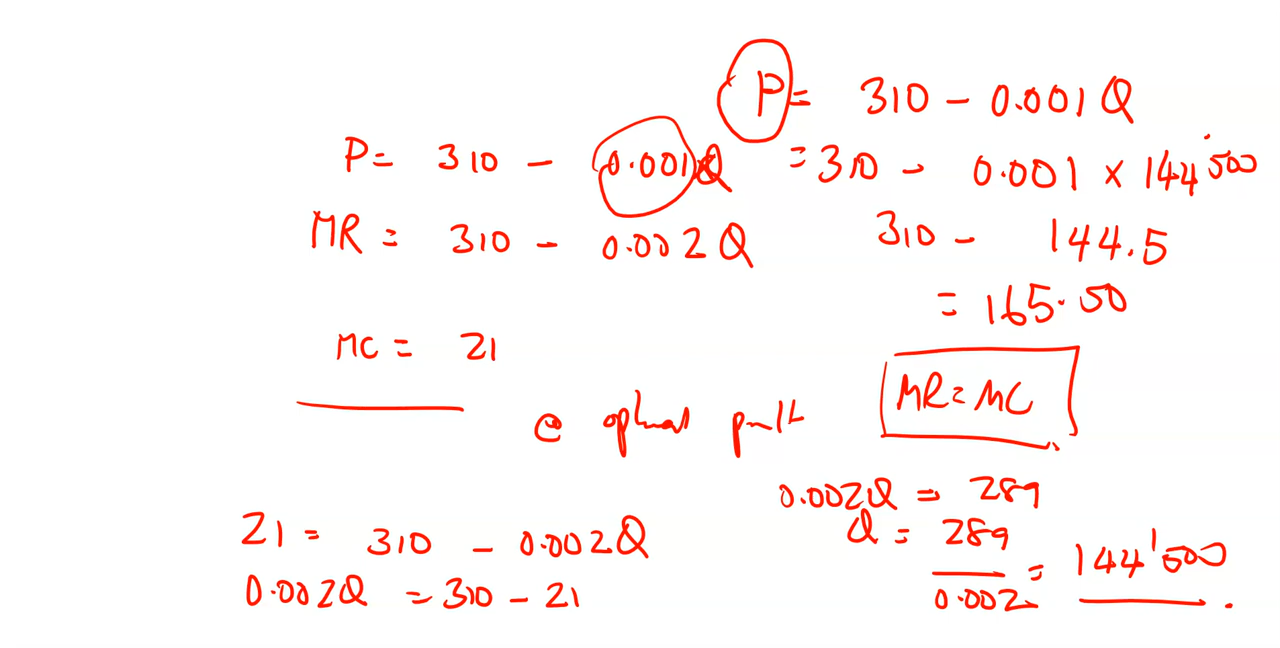 P = 310 - 0.001Q
MR = 310 - 0.002Q
MC = 21
@ optimal profit
MR = MC
21 = 310 - 0.002Q
0.002Q = 310 - 21
0.002Q = 289
Q = 289 / 0.002 = 144'500
P = 310 - 0.001Q
= 310 - 0.001 x 144'500
310 - 144.5
= 165.50